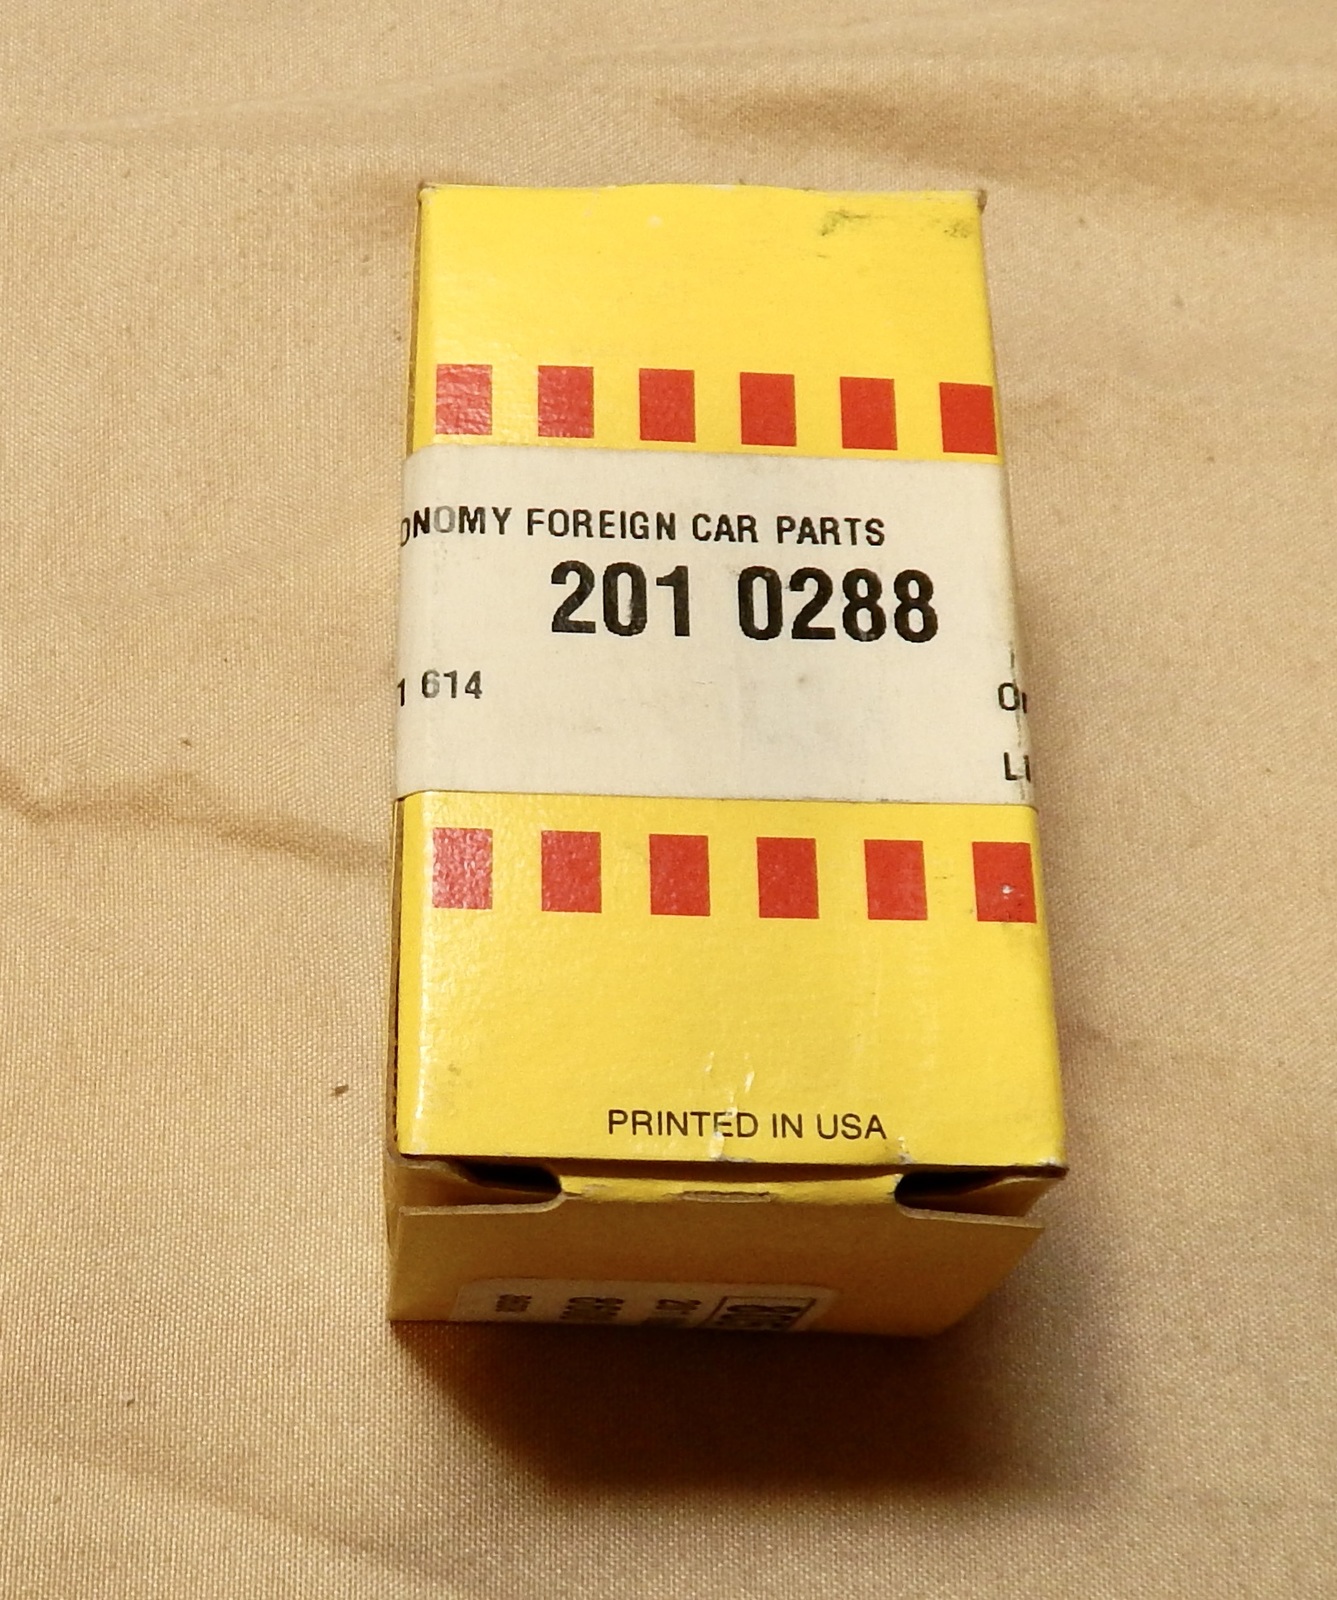 ONOMY FOREIGN CAR PARTS
201 0288
1 614
PRINTED IN USA